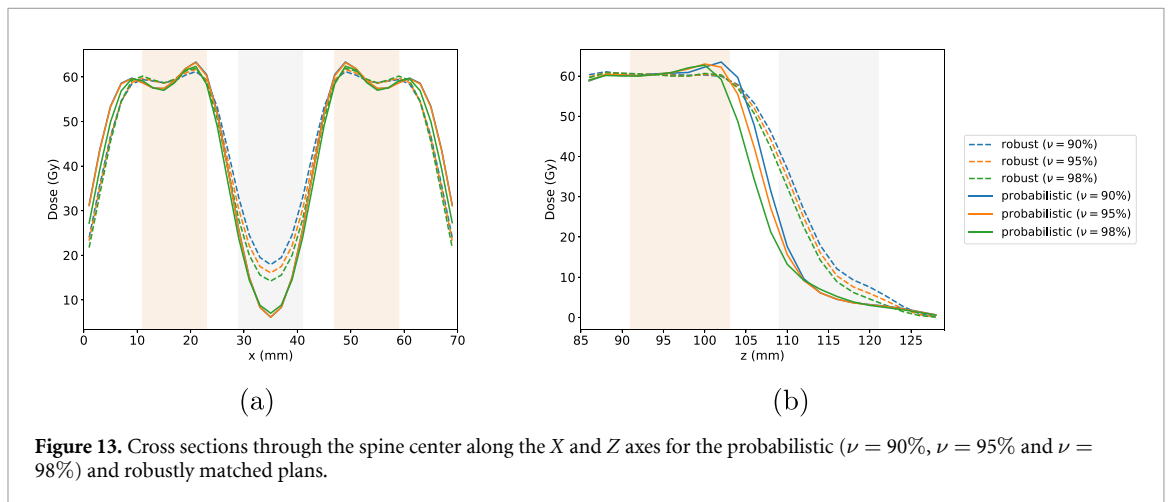 60
50
40
30
20
10
Dose (Gy)
0
10
20
30
40
50
60
70
x (mm)
(a)
60
50
40
30
20
10
0
Dose (Gy)
85
90
95
100
105
110
115
120
125
z (mm)
(b)
robust (ν = 90%)
robust (ν = 95%)
robust (ν = 98%)
probabilistic (ν = 90%)
probabilistic (ν = 95%)
probabilistic (ν = 98%)
Figure 13. Cross sections through the spine center along the X and Z axes for the probabilistic (ν = 90%, ν = 95% and ν =
98%) and robustly matched plans.